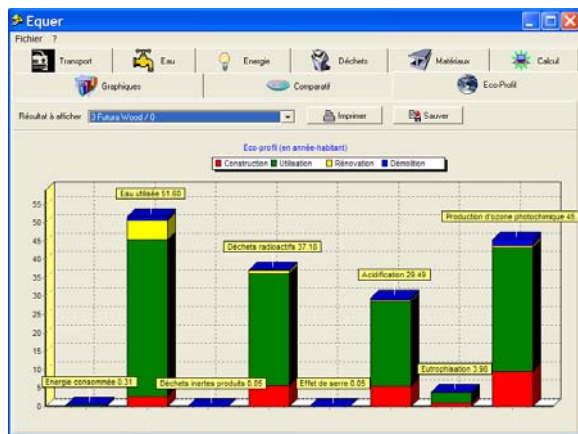 Equer
Fichier ?
Transport Eau Energie Déchets Matériaux Calcul
Graphiques Comparatif Eco-Profil
Résultat à afficher 0 Futura Wood / 0 Imprimer Sauver
Eco-profil (en année-habitant)
Construction Utilisation Rénovation Démolition
Eau utilisée 51.60
Production d'ozone photochimique 45.
Déchets radioactifs 37.18
Acidification 29.49
Energie consommée 0.31
Déchets inertes produits 0.05
Effet de serre 0.05
Eutrophisation 3.98
55
50
45
40
35
30
25
20
15
10
5
0